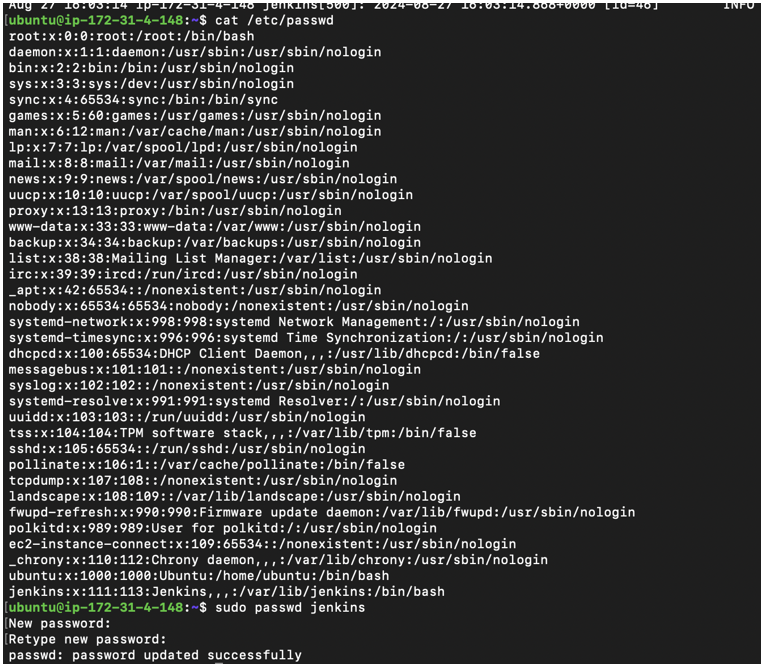 Aug 27 16:03:14 ip-172-31-4-148 jenkins[500]: 2024-08-27 16:03:14.868+0000 [id=48] INFO
[ubuntu@ip-172-31-4-148:~$ cat /etc/passwd
root:x:0:0:root:/root:/bin/bash
daemon:x:1:1:daemon:/usr/sbin:/usr/sbin/nologin
bin:x:2:2:bin:/bin:/usr/sbin/nologin
sys:x:3:3:sys:/dev:/usr/sbin/nologin
sync:x:4:65534:sync:/bin:/bin/sync
games:x:5:60:games:/usr/games:/usr/sbin/nologin
man:x:6:12:man:/var/cache/man:/usr/sbin/nologin
lp:x:7:7:lp:/var/spool/lpd:/usr/sbin/nologin
mail:x:8:8:mail:/var/mail:/usr/sbin/nologin
news:x:9:9:news:/var/spool/news:/usr/sbin/nologin
uucp:x:10:10:uucp:/var/spool/uucp:/usr/sbin/nologin
proxy:x:13:13:proxy:/bin:/usr/sbin/nologin
www-data:x:33:33:www-data:/var/www:/usr/sbin/nologin
backup:x:34:34:backup:/var/backups:/usr/sbin/nologin
list:x:38:38:Mailing List Manager:/var/list:/usr/sbin/nologin
irc:x:39:39:ircd:/run/ircd:/usr/sbin/nologin
_apt:x:42:65534::/nonexistent:/usr/sbin/nologin
nobody:x:65534:65534:nobody:/nonexistent:/usr/sbin/nologin
systemd-network:x:998:998:systemd Network Management:/:/usr/sbin/nologin
systemd-timesync:x:996:996:systemd Time Synchronization:/:/usr/sbin/nologin
dhcpcd:x:100:65534:DHCP Client Daemon,,,:/usr/lib/dhcpcd:/bin/false
messagebus:x:101:101::/nonexistent:/usr/sbin/nologin
syslog:x:102:102::/nonexistent:/usr/sbin/nologin
systemd-resolve:x:991:991:systemd Resolver:/:/usr/sbin/nologin
uuidd:x:103:103::/run/uuidd:/usr/sbin/nologin
tss:x:104:104:TPM software stack,,,:/var/lib/tpm:/bin/false
sshd:x:105:65534::/run/sshd:/usr/sbin/nologin
pollinate:x:106:1::/var/cache/pollinate:/bin/false
tcpdump:x:107:108::/nonexistent:/usr/sbin/nologin
landscape:x:108:109::/var/lib/landscape:/usr/sbin/nologin
fwupd-refresh:x:990:990:Firmware update daemon:/var/lib/fwupd:/usr/sbin/nologin
polkitd:x:989:989:User for polkitd:/:/usr/sbin/nologin
ec2-instance-connect:x:109:65534::/nonexistent:/usr/sbin/nologin
_chrony:x:110:112:Chrony daemon,,,:/var/lib/chrony:/usr/sbin/nologin
ubuntu:x:1000:1000:Ubuntu:/home/ubuntu:/bin/bash
jenkins:x:111:113:Jenkins,,,:/var/lib/jenkins:/bin/bash
[ubuntu@ip-172-31-4-148:~$ sudo passwd jenkins
[New password:
[Retype new password:
passwd: password updated successfully